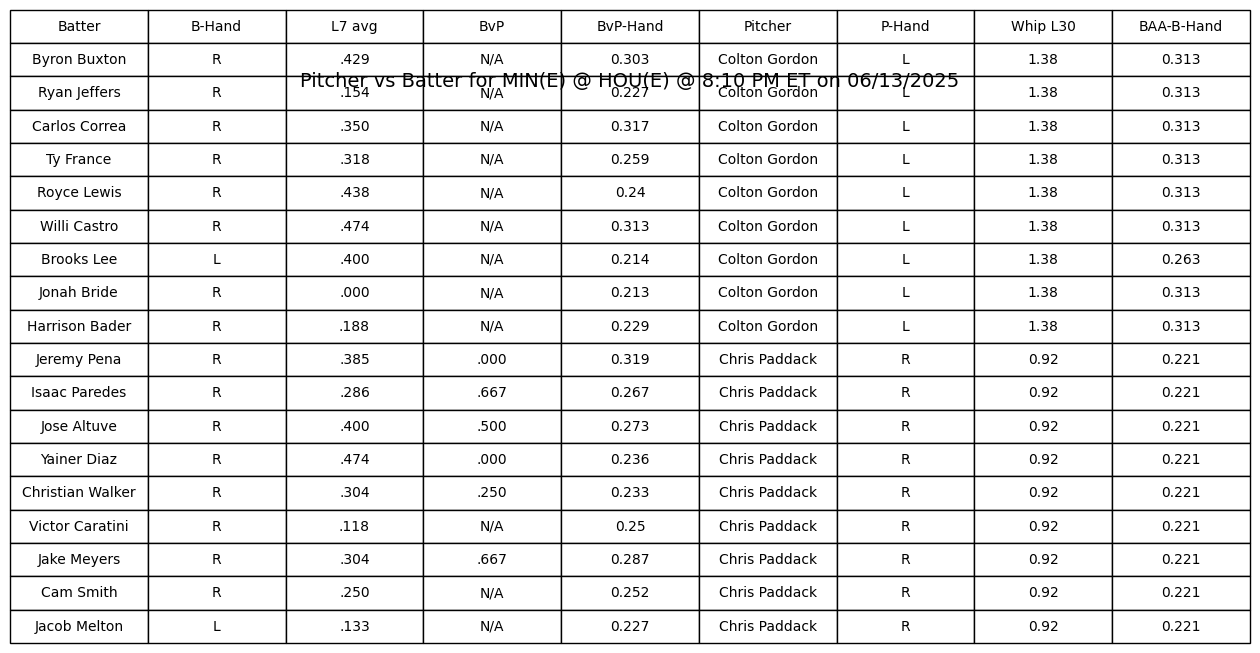 Batter B-Hand L7 avg BvP BvP-Hand Pitcher P-Hand Whip L30 BAA-B-Hand
Byron Buxton R .429 N/A 0.303 Colton Gordon L 1.38 0.313
Pitcher vs Batter for MIN(E) @ HOU(E) @ 8:10 PM ET on 06/13/2025
Ryan Jeffers R .154 N/A 0.227 Colton Gordon L 1.38 0.313
Carlos Correa R .350 N/A 0.317 Colton Gordon L 1.38 0.313
Ty France R .318 N/A 0.259 Colton Gordon L 1.38 0.313
Royce Lewis R .438 N/A 0.24 Colton Gordon L 1.38 0.313
Willi Castro R .474 N/A 0.313 Colton Gordon L 1.38 0.313
Brooks Lee L .400 N/A 0.214 Colton Gordon L 1.38 0.263
Jonah Bride R .000 N/A 0.213 Colton Gordon L 1.38 0.313
Harrison Bader R .188 N/A 0.229 Colton Gordon L 1.38 0.313
Jeremy Pena R .385 .000 0.319 Chris Paddack R 0.92 0.221
Isaac Paredes R .286 .667 0.267 Chris Paddack R 0.92 0.221
Jose Altuve R .400 .500 0.273 Chris Paddack R 0.92 0.221
Yainer Diaz R .474 .000 0.236 Chris Paddack R 0.92 0.221
Christian Walker R .304 .250 0.233 Chris Paddack R 0.92 0.221
Victor Caratini R .118 N/A 0.25 Chris Paddack R 0.92 0.221
Jake Meyers R .304 .667 0.287 Chris Paddack R 0.92 0.221
Cam Smith R .250 N/A 0.252 Chris Paddack R 0.92 0.221
Jacob Melton L .133 N/A 0.227 Chris Paddack R 0.92 0.221